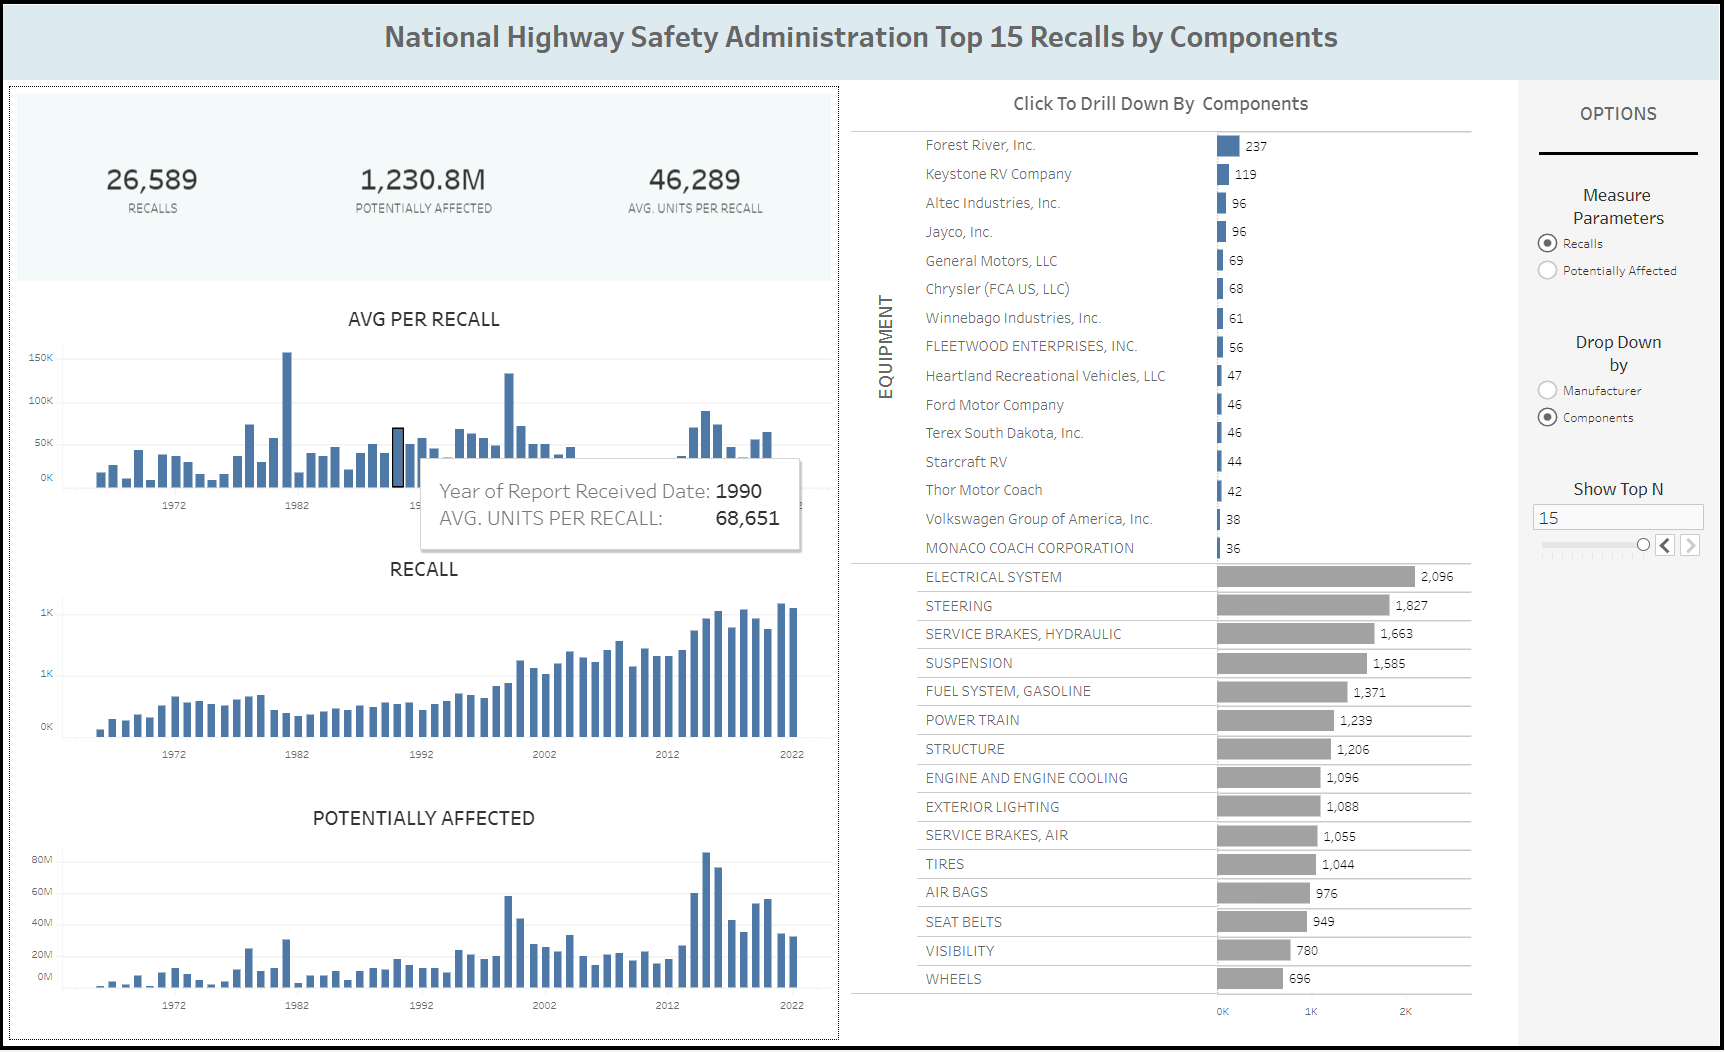 National Highway Safety Administration Top 15 Recalls by Components
26,589
RECALLS
1,230.8M
POTENTIALLY AFFECTED
46,289
AVG. UNITS PER RECALL
AVG PER RECALL
150K
100K
50K
0K
1972
1982
Year of Report Received Date: 1990
AVG. UNITS PER RECALL: 68,651
RECALL
1K
1K
0K
1972
1982
1992
2002
2012
2022
POTENTIALLY AFFECTED
80M
60M
40M
20M
0M
1972
1982
1992
2002
2012
2022
Click To Drill Down By Components
EQUIPMENT
Forest River, Inc. 237
Keystone RV Company 119
Altec Industries, Inc. 96
Jayco, Inc. 96
General Motors, LLC 69
Chrysler (FCA US, LLC) 68
Winnebago Industries, Inc. 61
FLEETWOOD ENTERPRISES, INC. 56
Heartland Recreational Vehicles, LLC 47
Ford Motor Company 46
Terex South Dakota, Inc. 46
Starcraft RV 44
Thor Motor Coach 42
Volkswagen Group of America, Inc. 38
MONACO COACH CORPORATION 36
ELECTRICAL SYSTEM 2,096
STEERING 1,827
SERVICE BRAKES, HYDRAULIC 1,663
SUSPENSION 1,585
FUEL SYSTEM, GASOLINE 1,371
POWER TRAIN 1,239
STRUCTURE 1,206
ENGINE AND ENGINE COOLING 1,096
EXTERIOR LIGHTING 1,088
SERVICE BRAKES, AIR 1,055
TIRES 1,044
AIR BAGS 976
SEAT BELTS 949
VISIBILITY 780
WHEELS 696
0K
1K
2K
OPTIONS
Measure
Parameters
Recalls
Potentially Affected
Drop Down
by
Manufacturer
Components
Show Top N
15